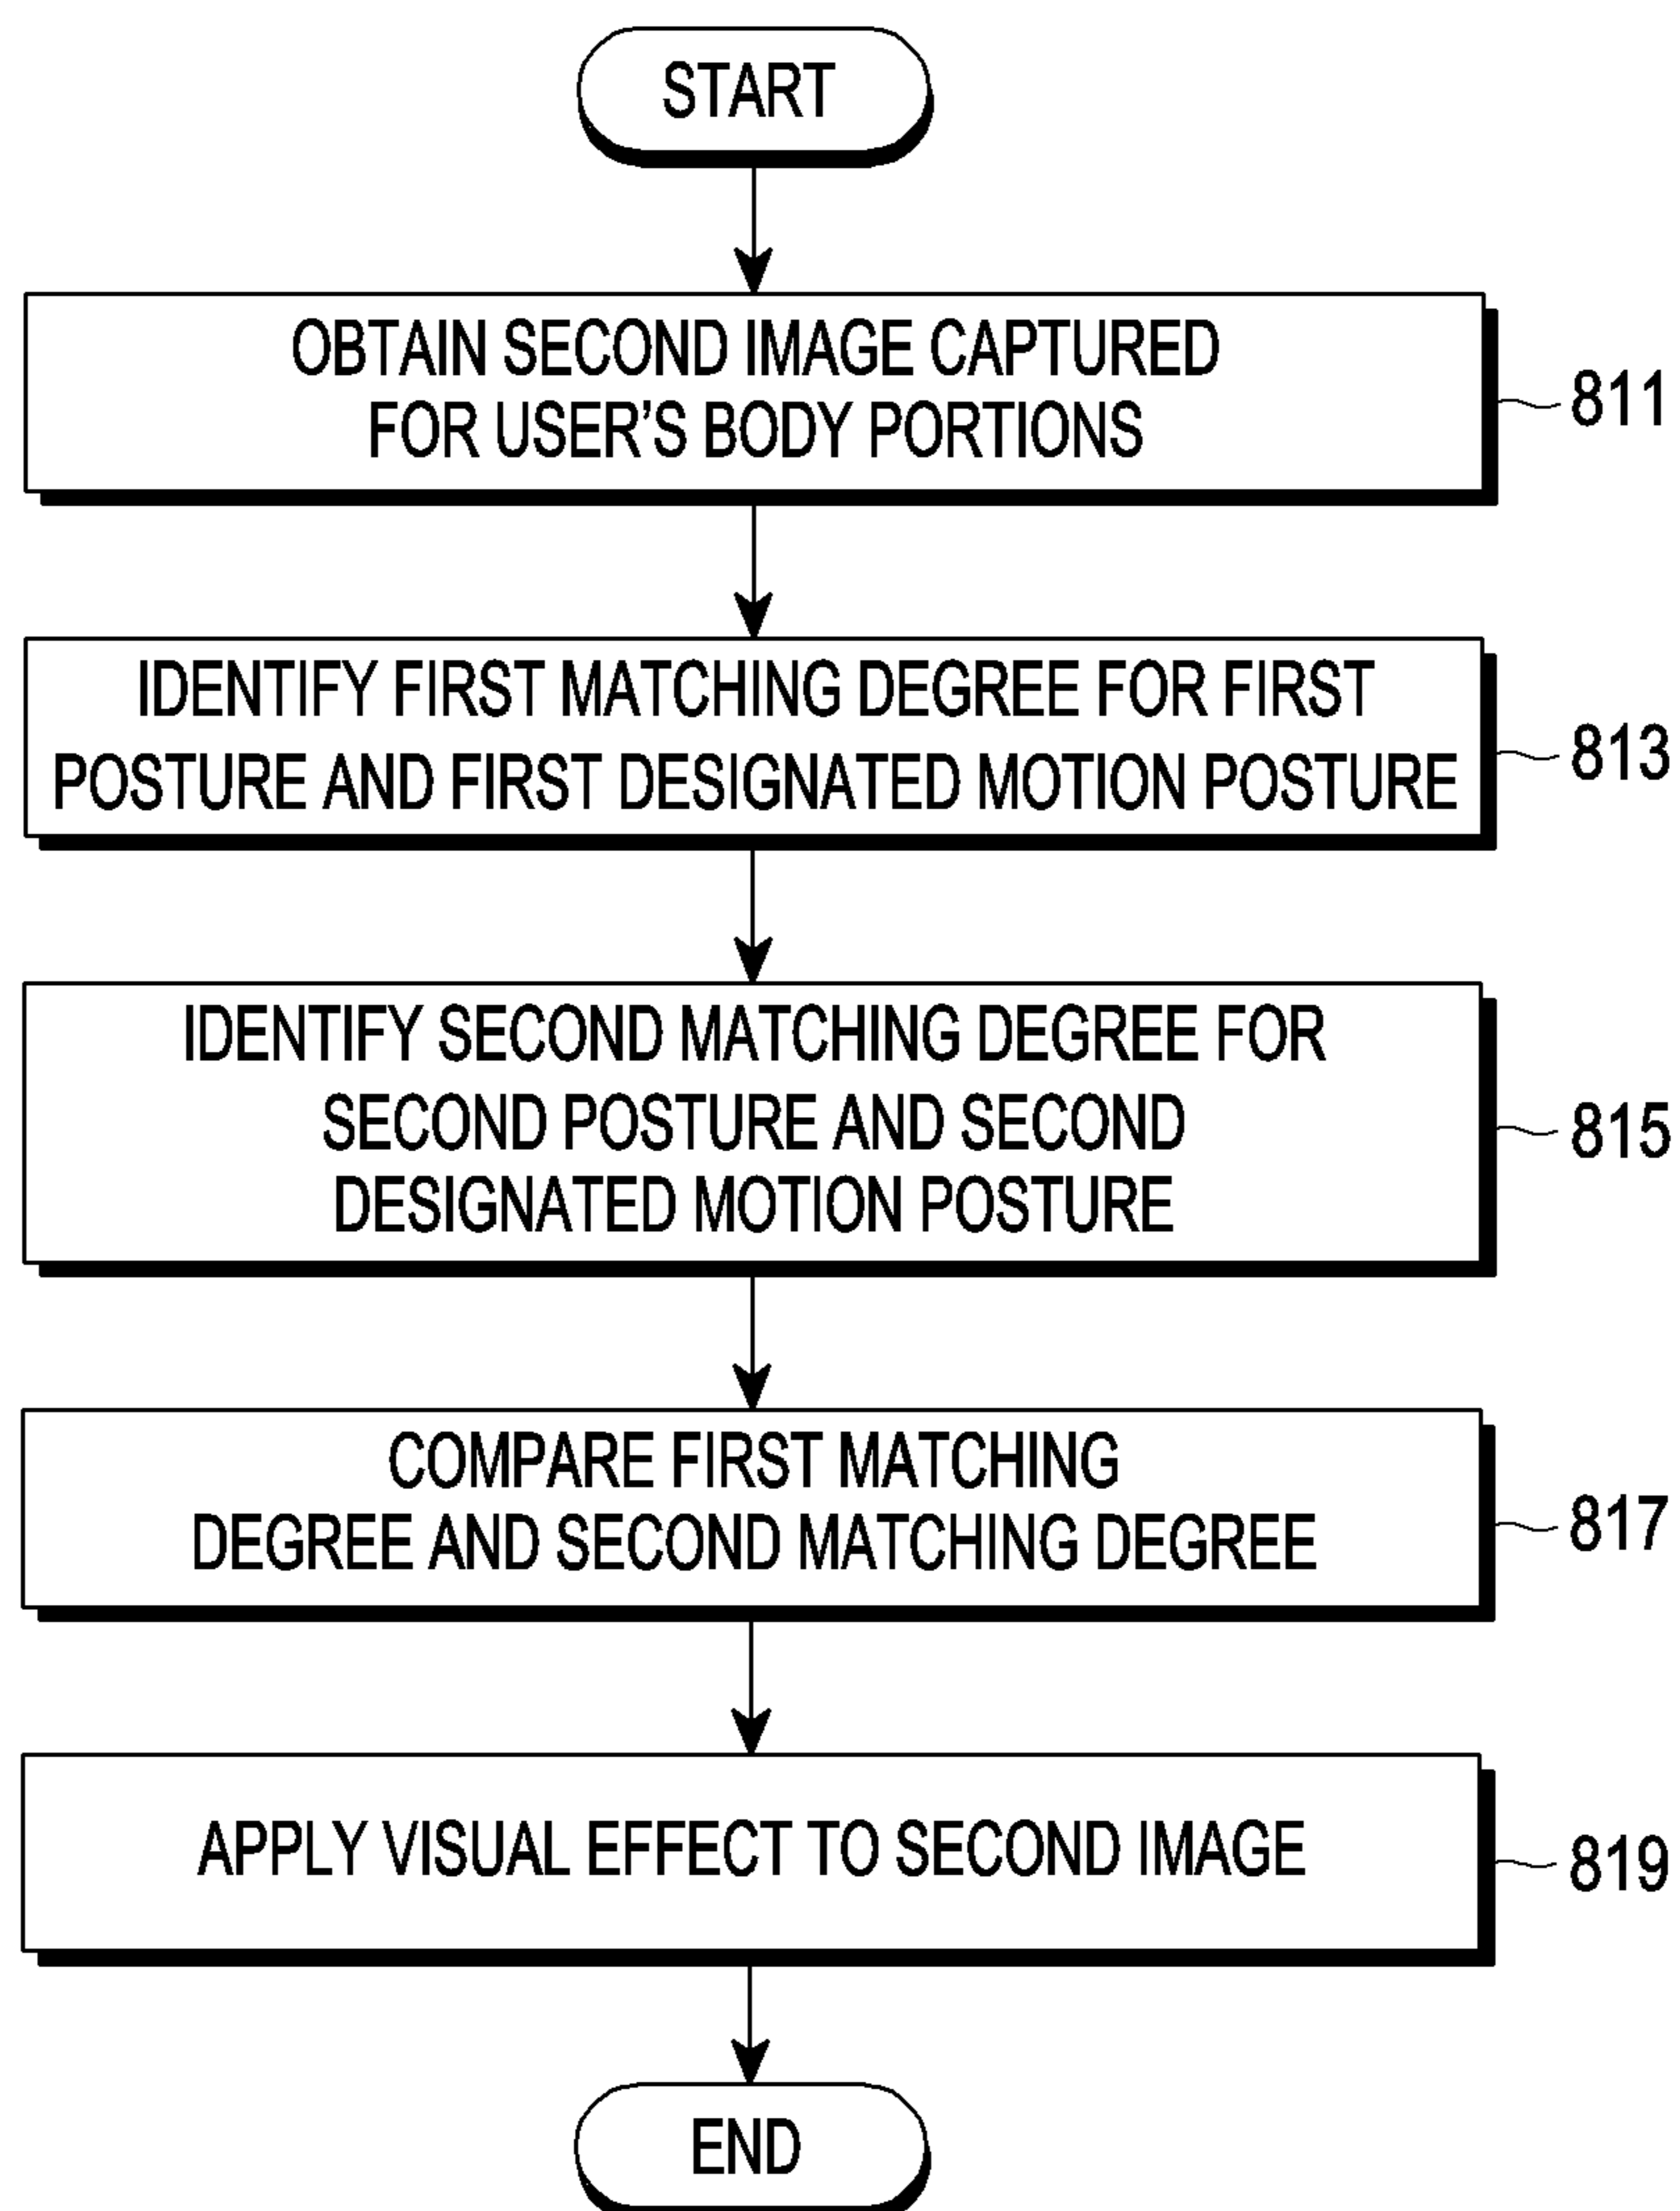 START
OBTAIN SECOND IMAGE CAPTURED
FOR USER’S BODY PORTIONS
811
IDENTIFY FIRST MATCHING DEGREE FOR FIRST
POSTURE AND FIRST DESIGNATED MOTION POSTURE
813
IDENTIFY SECOND MATCHING DEGREE FOR
SECOND POSTURE AND SECOND
DESIGNATED MOTION POSTURE
815
COMPARE FIRST MATCHING
DEGREE AND SECOND MATCHING DEGREE
817
APPLY VISUAL EFFECT TO SECOND IMAGE
819
END